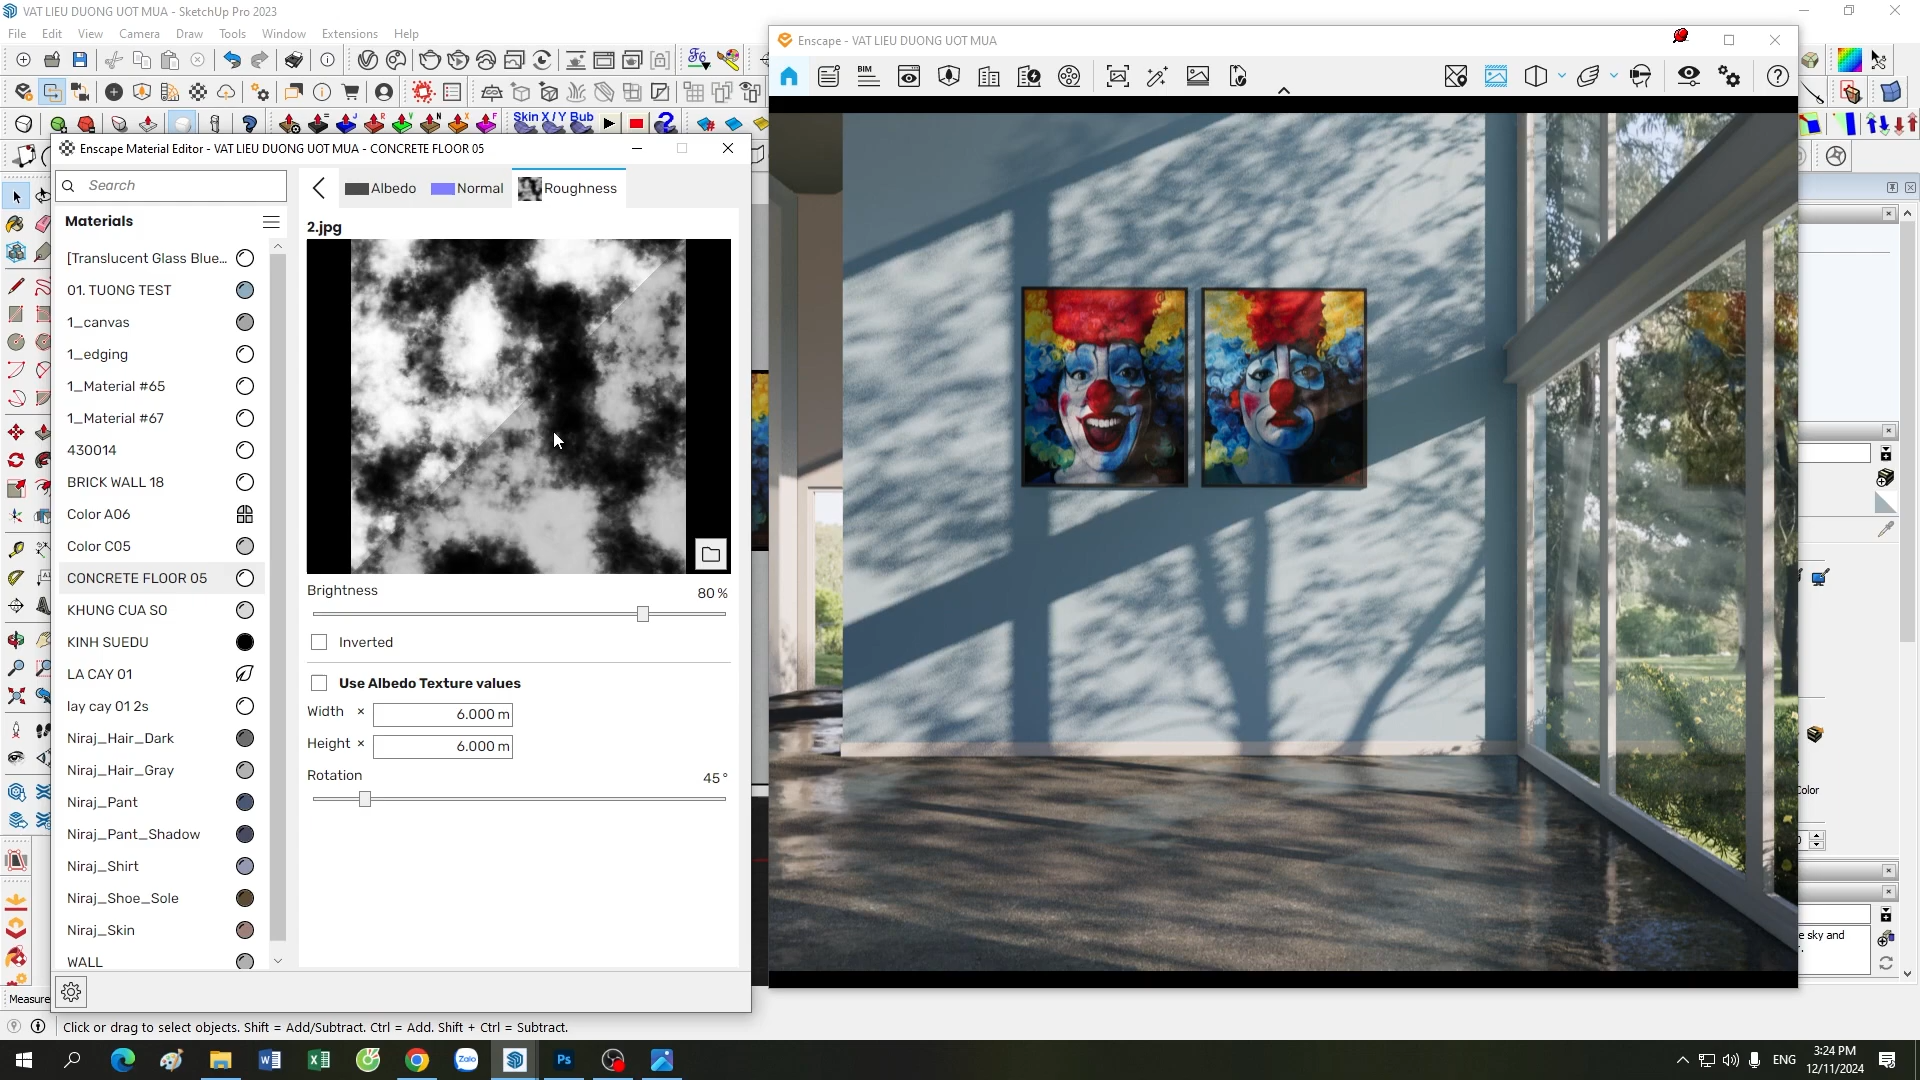 VAT LIEU DUONG UOT MUA - SketchUp Pro 2023
File Edit View Camera Draw Tools Window Extensions Help
Enscape - VAT LIEU DUONG UOT MUA
BIM
Skin X / Y Bub
Enscape Material Editor - VAT LIEU DUONG UOT MUA - CONCRETE FLOOR 05
Search
Albedo Normal Roughness
Materials
2.jpg
[Translucent Glass Blue...
01. TUONG TEST
1_canvas
1_edging
1_Material #65
1_Material #67
430014
BRICK WALL 18
Color A06
Color C05
CONCRETE FLOOR 05
KHUNG CUA SO
KINH SUEDU
LA CAY 01
lay cay 01 2s
Niraj_Hair_Dark
Niraj_Hair_Gray
Niraj_Pant
Niraj_Pant_Shadow
Niraj_Shirt
Niraj_Shoe_Sole
Niraj_Skin
WALL
Brightness 80 %
Inverted
Use Albedo Texture values
Width × 6.000 m
Height × 6.000 m
Rotation 45 °
Color
e sky and
Measure
Click or drag to select objects. Shift = Add/Subtract. Ctrl = Add. Shift + Ctrl = Subtract.
Zalo
Ps
ENG
3:24 PM
12/11/2024